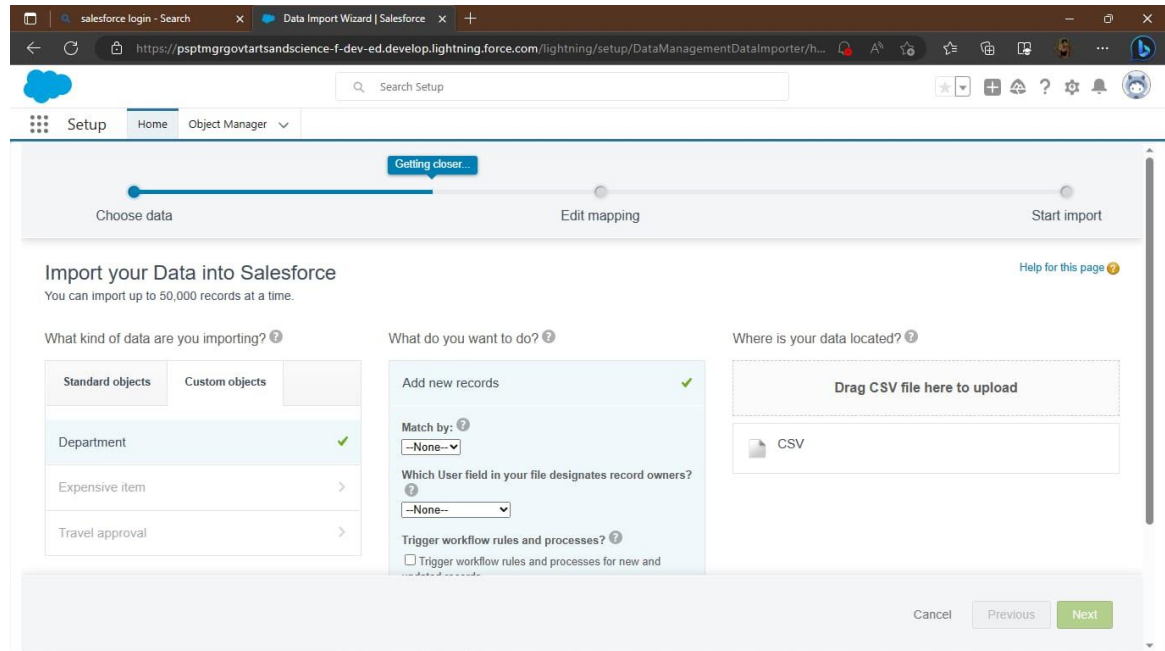 salesforce login - Search
Data Import Wizard | Salesforce
https://psptmgrgovtartsandscience-f-dev-ed.develop.lightning.force.com/lightning/setup/DataManagementDataImporter/h...
Search Setup
Setup
Home
Object Manager
Getting closer...
Choose data
Edit mapping
Start import
Import your Data into Salesforce
Help for this page
You can import up to 50,000 records at a time.
What kind of data are you importing?
Standard objects
Custom objects
Department
Expensive item
Travel approval
What do you want to do?
Add new records
Match by:
--None--
Which User field in your file designates record owners?
--None--
Trigger workflow rules and processes?
Trigger workflow rules and processes for new and
updated records
Where is your data located?
Drag CSV file here to upload
CSV
Cancel
Previous
Next